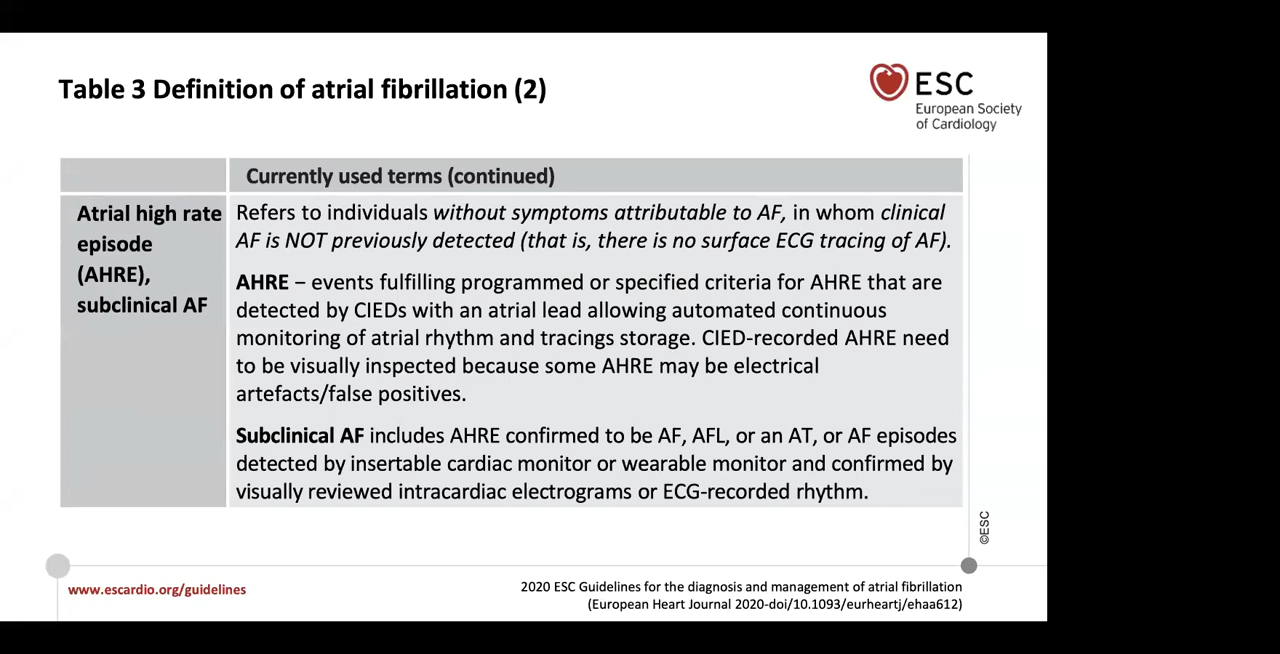 Table 3 Definition of atrial fibrillation (2)
ESC
European Society
of Cardiology
Currently used terms (continued)
Atrial high rate
episode
(AHRE),
subclinical AF
Refers to individuals without symptoms attributable to AF, in whom clinical
AF is NOT previously detected (that is, there is no surface ECG tracing of AF).
AHRE – events fulfilling programmed or specified criteria for AHRE that are
detected by CIEDs with an atrial lead allowing automated continuous
monitoring of atrial rhythm and tracings storage. CIED-recorded AHRE need
to be visually inspected because some AHRE may be electrical
artefacts/false positives.
Subclinical AF includes AHRE confirmed to be AF, AFL, or an AT, or AF episodes
detected by insertable cardiac monitor or wearable monitor and confirmed by
visually reviewed intracardiac electrograms or ECG-recorded rhythm.
©ESC
www.escardio.org/guidelines
2020 ESC Guidelines for the diagnosis and management of atrial fibrillation
(European Heart Journal 2020-doi/10.1093/eurheartj/ehaa612)